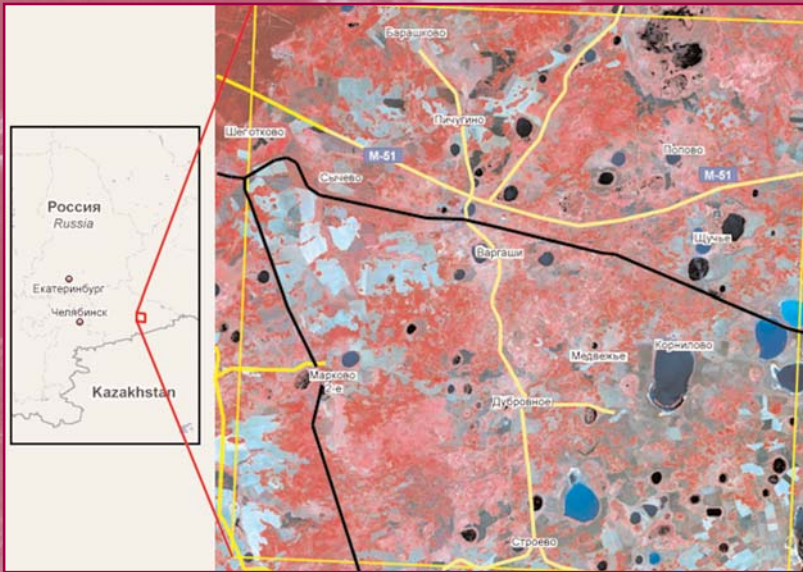 Россия
Russia
Екатеринбург
Челябинск
Kazakhstan
Барашково
Пичугино
Шеготково
М-51
Сычево
Попово
М-51
Щучье
Варгаши
Медвежье
Корнилово
Марково
2-е
Дубровное
Строево